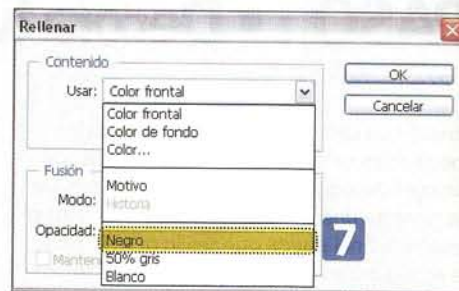 Rellenar
Contenido
Usar: Color frontal
OK
Cancelar
Color frontal
Color de fondo
Color...
Fusión
Motivo
Modo: Historia
Opacidad:
Negro
7
50% gris
Blanco